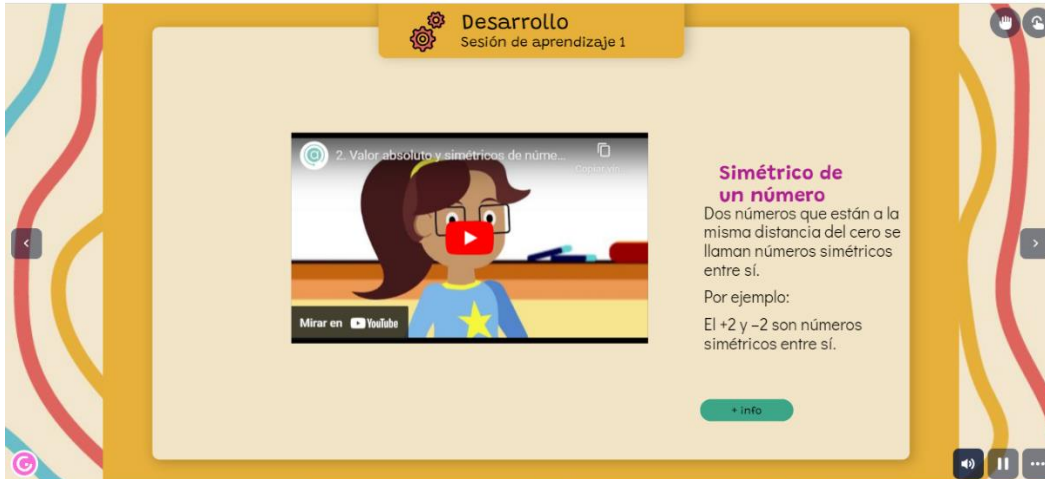 Desarrollo
Sesión de aprendizaje 1
2. Valor absoluto y simétricos de núme...
Mirar en YouTube
Simétrico de
un número
Dos números que están a la
misma distancia del cero se
llaman números simétricos
entre sí.
Por ejemplo:
El +2 y –2 son números
simétricos entre sí.
+ info